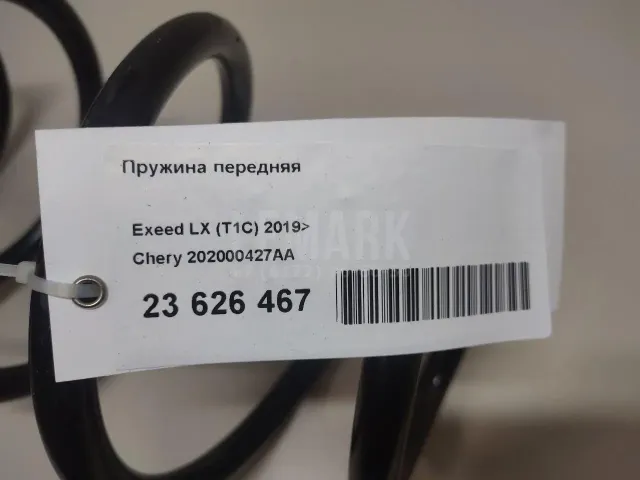 Пружина передняя
Exeed LX (T1C) 2019>
Chery 202000427AA
23 626 467